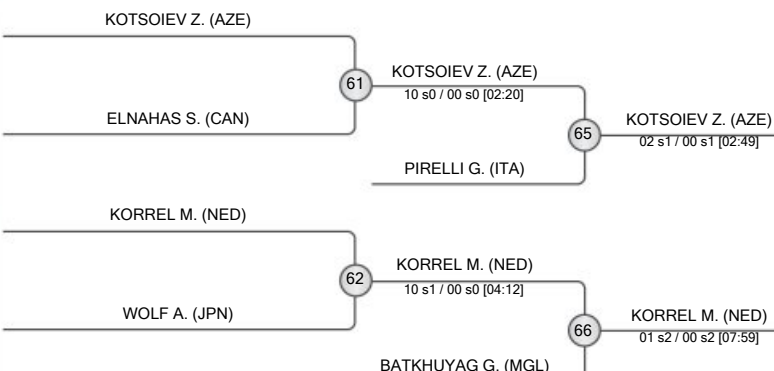 KOTSOIEV Z. (AZE)
61
KOTSOIEV Z. (AZE)
10 s0 / 00 s0 [02:20]
ELNAHAS S. (CAN)
65
KOTSOIEV Z. (AZE)
02 s1 / 00 s1 [02:49]
PIRELLI G. (ITA)
KORREL M. (NED)
62
KORREL M. (NED)
10 s1 / 00 s0 [04:12]
WOLF A. (JPN)
66
KORREL M. (NED)
01 s2 / 00 s2 [07:59]
BATKHUYAG G. (MGL)